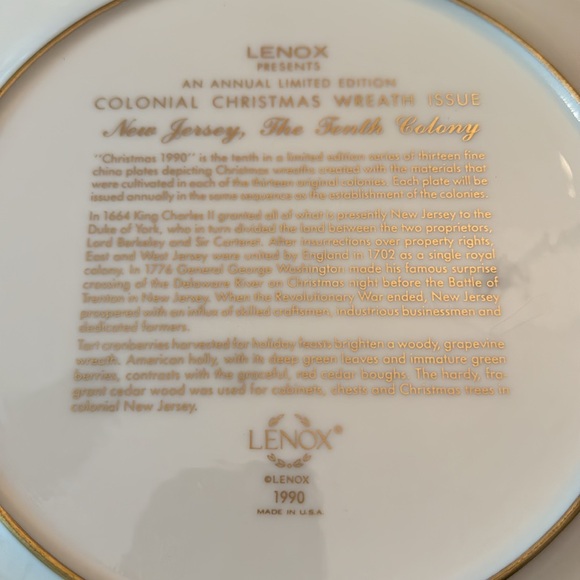 LENOX
PRESENTS
AN ANNUAL LIMITED EDITION
COLONIAL CHRISTMAS WREATH ISSUE
New Jersey, The Tenth Colony
"Christmas 1990" is the tenth in a limited edition series of thirteen fine
china plates depicting Christmas wreaths created with the materials that
were cultivated in each of the thirteen original colonies. Each plate will be
issued annually in the same sequence as the establishment of the colonies.
In 1664 King Charles II granted all of what is presently New Jersey to the
Duke of York, who in turn divided the land between the two proprietors,
Lord Berkeley and Sir Carteret. After insurrections over property rights,
East and West Jersey were united by England in 1702 as a single royal
colony. In 1776 General George Washington made his famous surprise
crossing of the Delaware River on Christmas night before the Battle of
Trenton in New Jersey. When the Revolutionary War ended, New Jersey
prospered with an influx of skilled craftsmen, industrious businessmen and
dedicated farmers.
Tart cranberries harvested for holiday feasts brighten a woody, grapevine
wreath. American holly, with its deep green leaves and immature green
berries, contrasts with the graceful, red cedar boughs. The hardy, fra-
grant cedar wood was used for cabinets, chests and Christmas trees in
colonial New Jersey.
LENOX®
©LENOX
1990
MADE IN U.S.A.